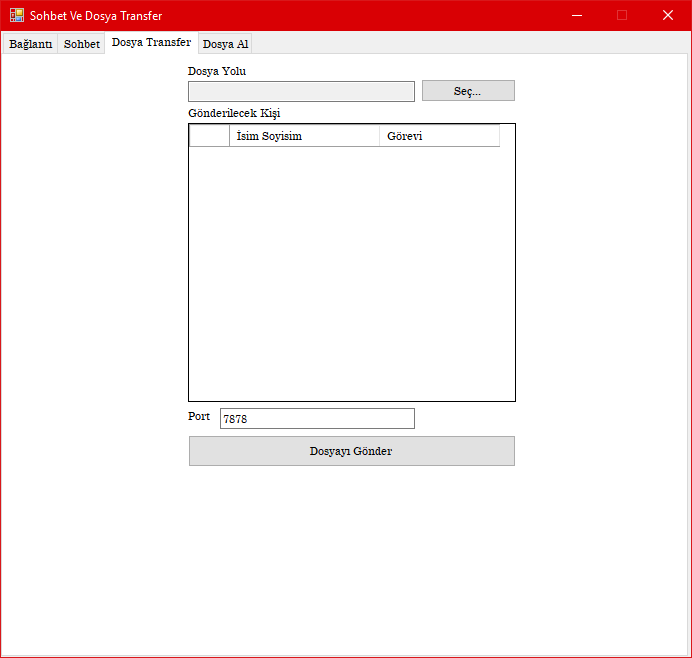 Sohbet Ve Dosya Transfer
Bağlantı Sohbet Dosya Transfer Dosya Al
Dosya Yolu
Seç...
Gönderilecek Kişi
İsim Soyisim Görevi
Port 7878
Dosyayı Gönder